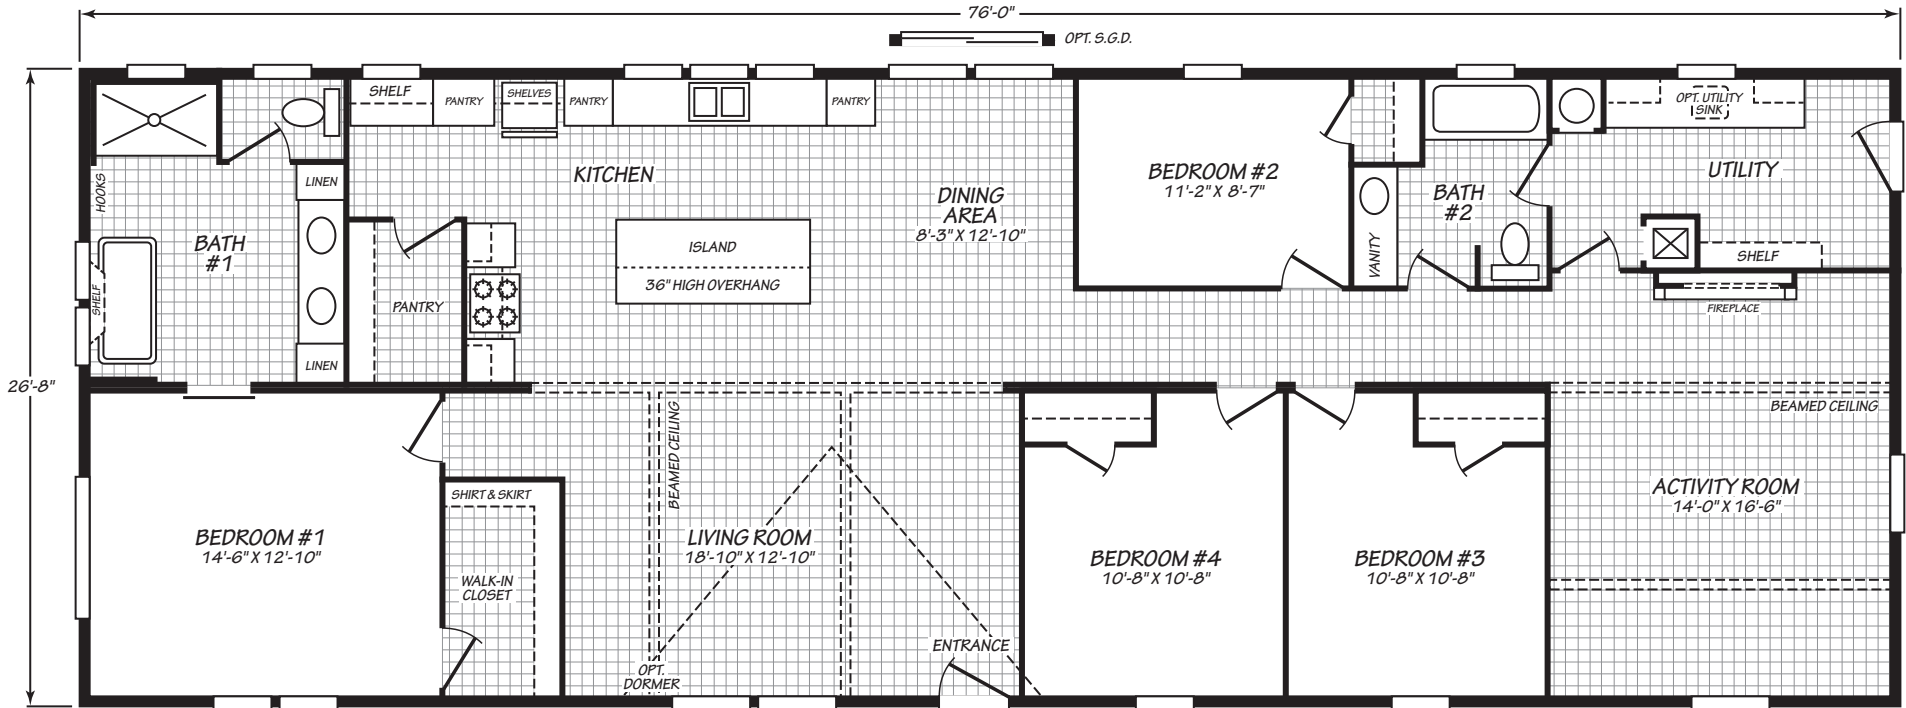 76'-0"
OPT. S.G.D.
SHELF
PANTRY
SHELVES
PANTRY
PANTRY
OPT. UTILITY
SINK
KITCHEN
BEDROOM #2
11'-2" X 8'-7"
UTILITY
LINEN
HOOKS
DINING
AREA
8'-3" X 12'-10"
BATH
#2
BATH
#1
ISLAND
36" HIGH OVERHANG
VANITY
SHELF
SHELF
PANTRY
FIREPLACE
LINEN
26'-8"
BEAMED CEILING
BEAMED CEILING
SHIRT & SKIRT
ACTIVITY ROOM
14'-0" X 16'-6"
BEDROOM #1
14'-6" X 12'-10"
LIVING ROOM
18'-10" X 12'-10"
BEDROOM #4
10'-8" X 10'-8"
BEDROOM #3
10'-8" X 10'-8"
WALK-IN
CLOSET
ENTRANCE
OPT.
DORMER